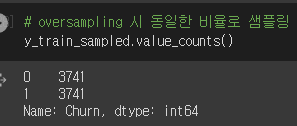 # oversampling 시 동일한 비율로 샘플링
y_train_sampled.value_counts()
0    3741
1    3741
Name: Churn, dtype: int64